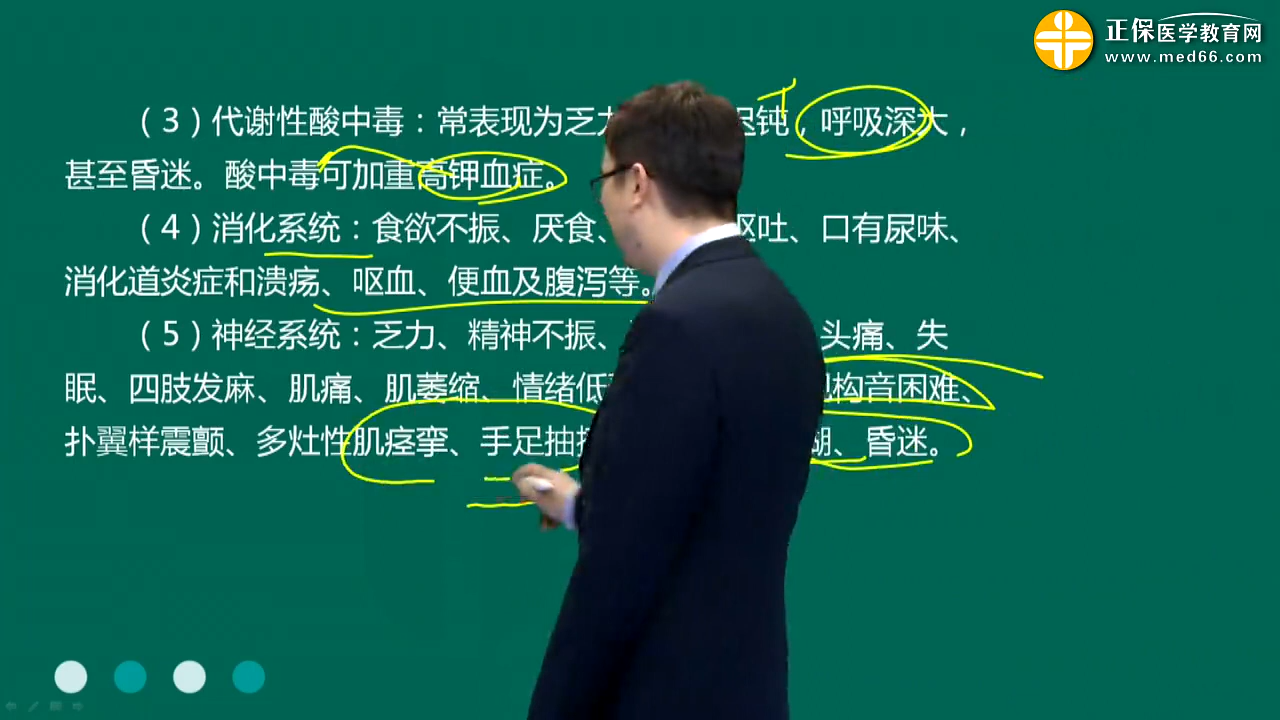 正保医学教育网
www.med66.com
（3）代谢性酸中毒：常表现为乏 迟钝，呼吸深大，
甚至昏迷。酸中毒可加重高钾血症。
（4）消化系统：食欲不振、厌食、 呕吐、口有尿味、
消化道炎症和溃疡、呕血、便血及腹泻等。
（5）神经系统：乏力、精神不振、 头痛、失
眠、四肢发麻、肌痛、肌萎缩、情绪低 构音困难、
扑翼样震颤、多灶性肌痉挛、手足抽 糊、昏迷。